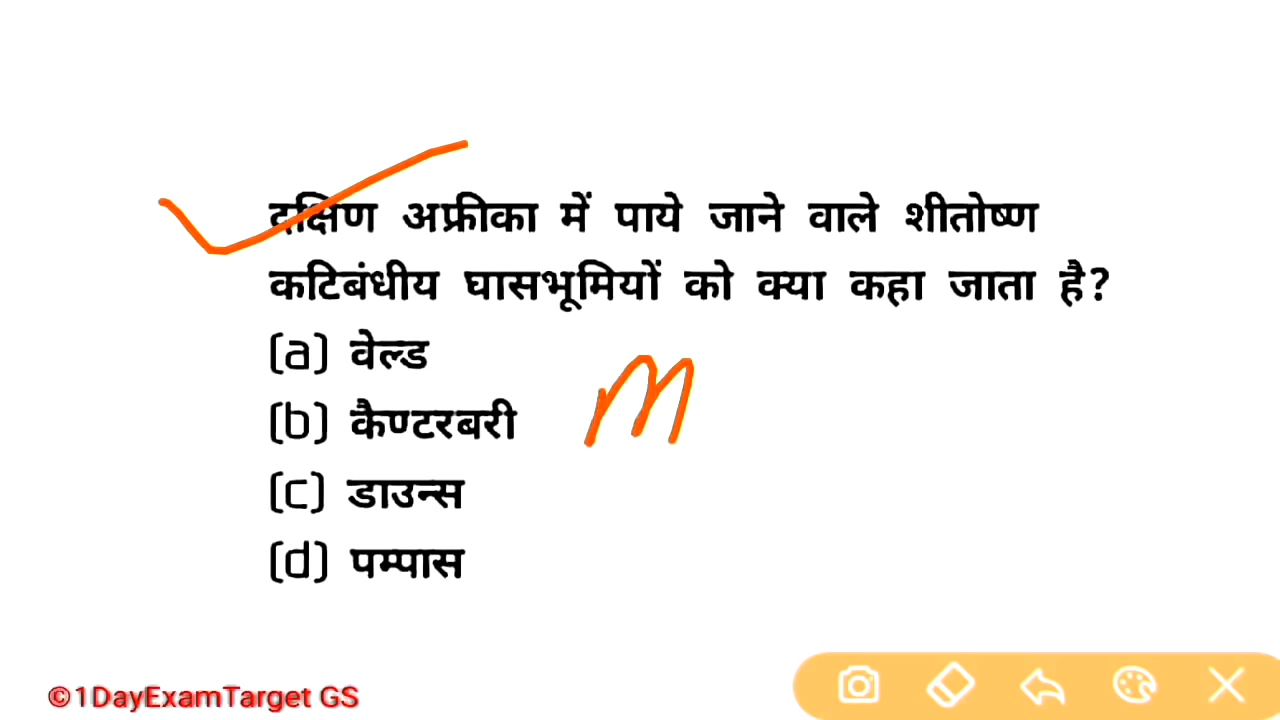 दक्षिण अफ्रीका में पाये जाने वाले शीतोष्ण
कटिबंधीय घासभूमियों को क्या कहा जाता है?
(a) वेल्ड
(b) कैण्टरबरी
(c) डाउन्स
(d) पम्पास
©1DayExamTarget GS